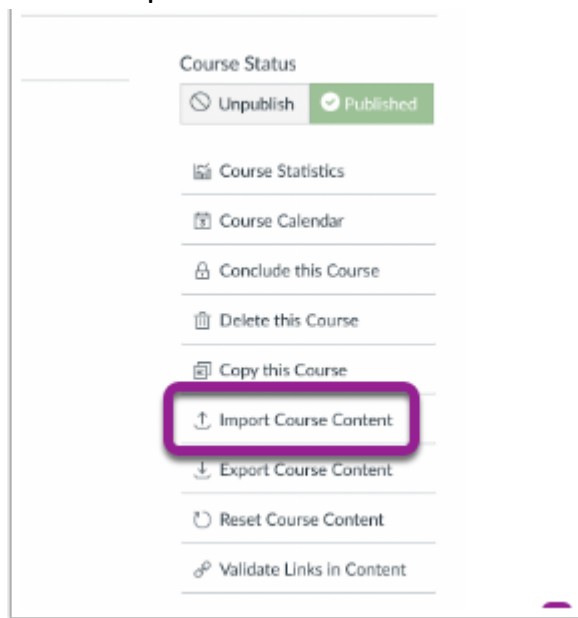 Course Status
Unpublish Published
Course Statistics
Course Calendar
Conclude this Course
Delete this Course
Copy this Course
Import Course Content
Export Course Content
Reset Course Content
Validate Links in Content